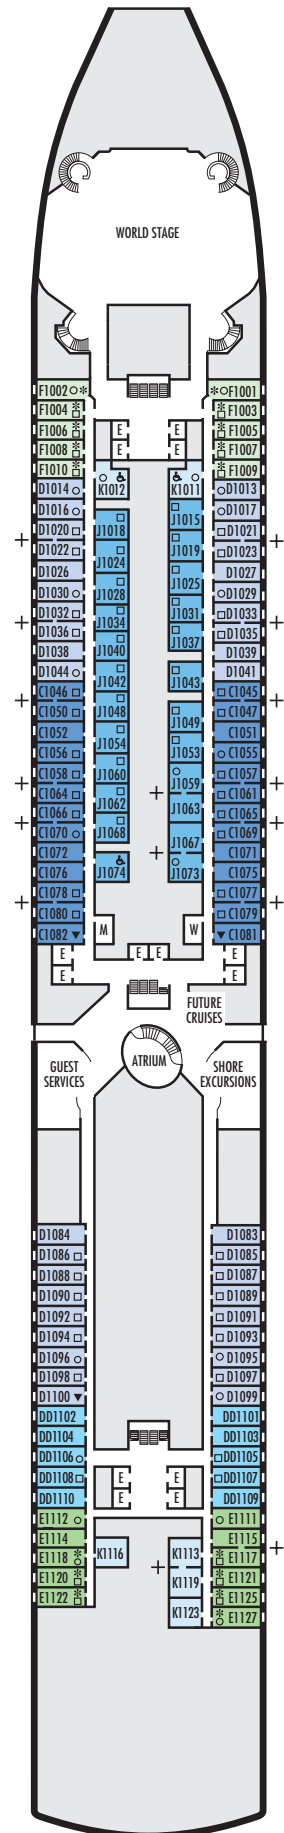 WORLD STAGE
F1002 F1001
F1004 F1003
E E
F1006 F1005
E E
F1008 F1007
F1010 F1009
K1012 K1011
D1014 D1013
D1016 J1015 D1017
J1018
D1020 D1021
D1022 J1019 D1023
J1024
D1026 J1025 D1027
D1030 J1028 D1029
D1032 J1031 D1033
J1034
D1036 J1037 D1035
D1038 J1040 D1039
D1044 D1041
J1042 J1043
C1046 C1045
C1050 J1048 C1047
C1052 J1049 C1051
J1054
C1056 J1053 C1055
C1058 J1060 C1057
J1059
C1064 J1062 J1063 C1061
C1066 C1065
C1070 J1068 C1069
C1072 J1067 C1071
C1076 J1074 J1073 C1075
C1078 C1077
C1080 C1079
C1082 M W C1081
E E E E
E E
FUTURE
CRUISES
ATRIUM
GUEST
SERVICES
SHORE
EXCURSIONS
D1084 D1083
D1086 D1085
D1088 D1087
D1090 D1089
D1092 D1091
D1094 D1093
D1096 D1095
D1098 D1097
D1100 D1099
DD1102 DD1101
DD1104 DD1103
DD1106 DD1105
DD1108 E E DD1107
DD1110 E E DD1109
E1112 E1111
E1114 E1115
E1118 K1116 K1113 E1117
E1120 K1119 E1121
E1122 E1125
K1123 E1127